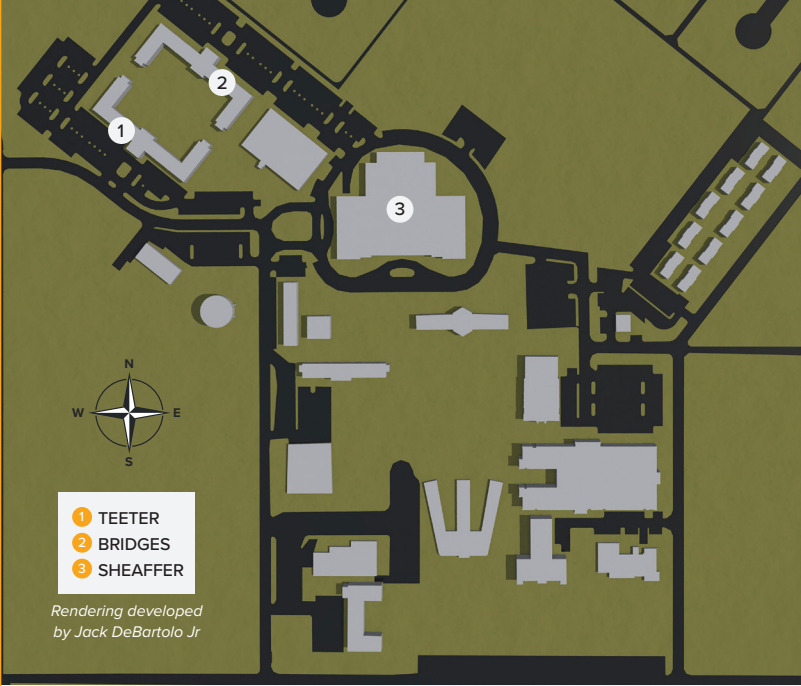 2
1
3
N
W E
S
1 TEETER
2 BRIDGES
3 SHEAFFER
Rendering developed
by Jack DeBartolo Jr